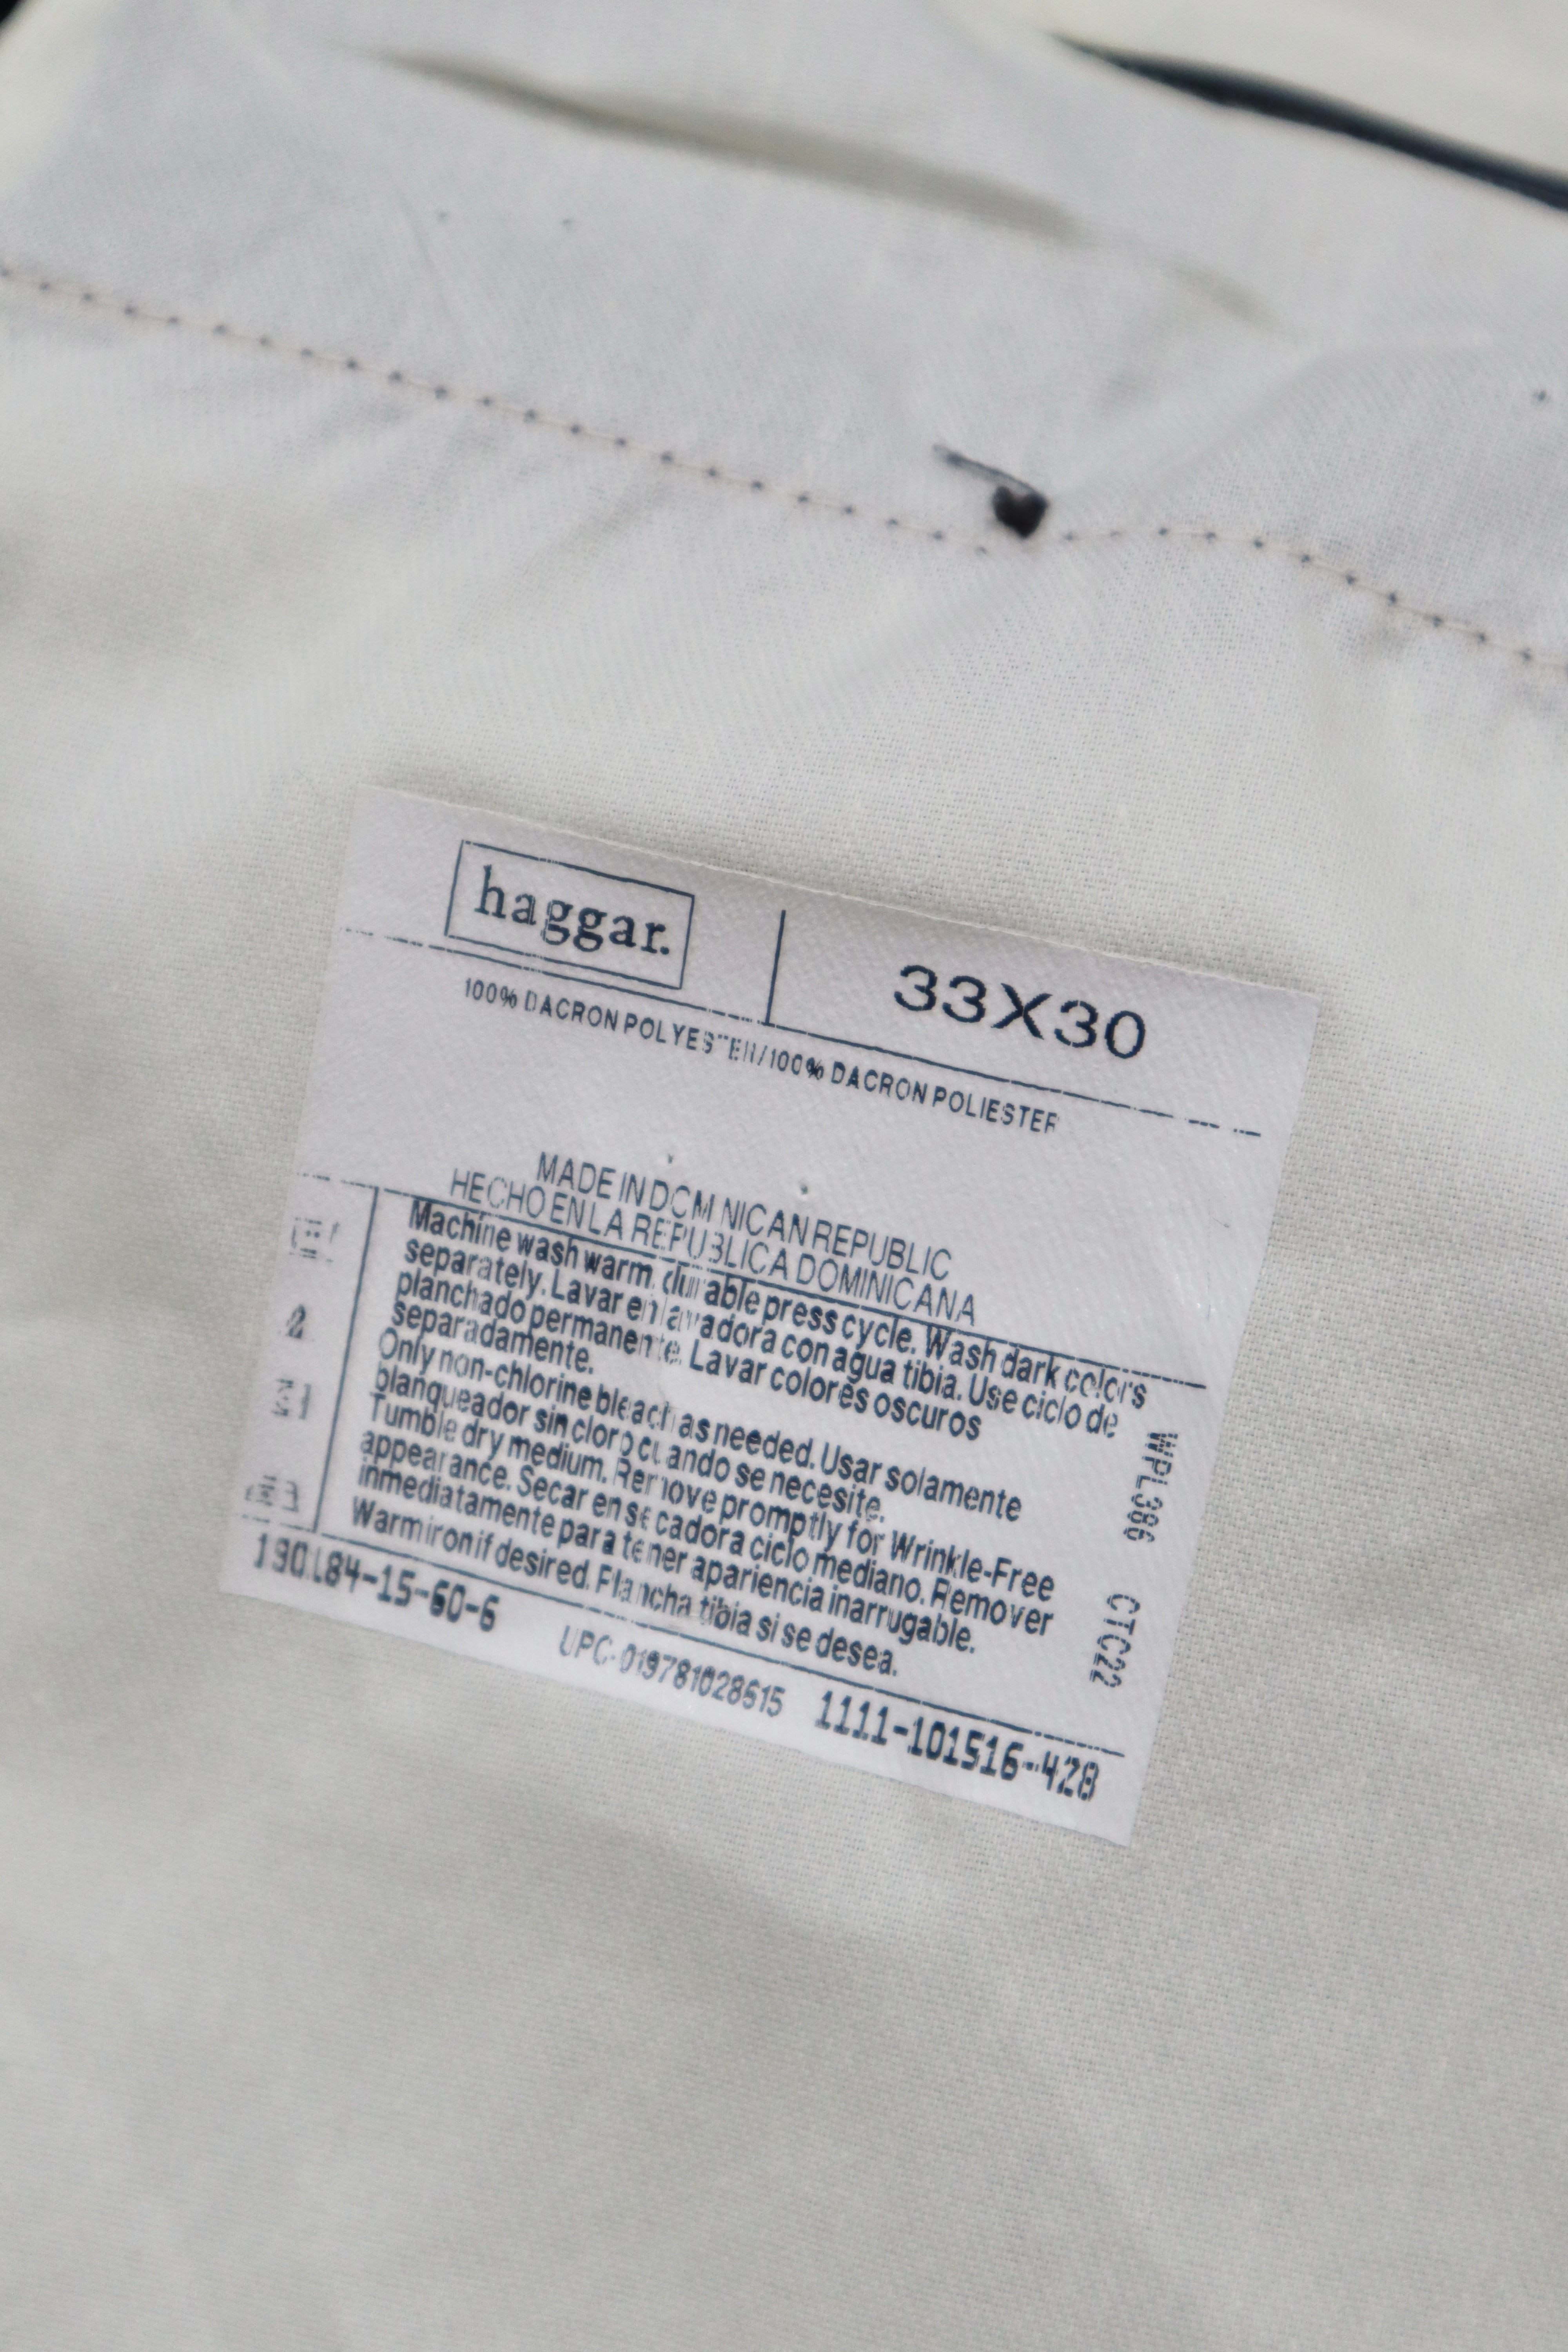 haggar.
33X30
100% DACRON POLYESTER/100% DACRON POLIESTER
MADE IN DOMINICAN REPUBLIC
HECHO EN LA REPUBLICA DOMINICANA
Machine wash warm, durable press cycle. Wash dark colors
separately. Lavar en lavadora con agua tibia. Use ciclo de
planchado permanente. Lavar colores oscuros
separadamente.
Only non-chlorine bleach as needed. Usar solamente
blanqueador sin cloro cuando se necesite.
Tumble dry medium. Remove promptly for Wrinkle-Free
appearance. Secar en secadora ciclo mediano. Remover
inmediatamente para tener apariencia inarrugable.
Warm iron if desired. Plancha tibia si se desea.
WPL386 CTC22
190184-15-60-6 UPC-019781028615 1111-101516-428